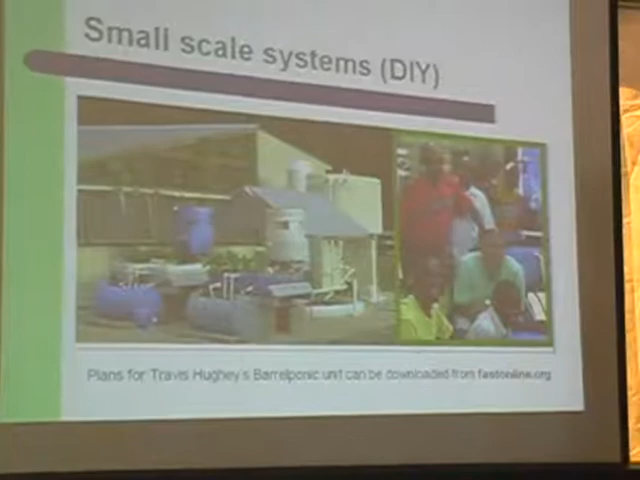 Small scale systems (DIY)
Plans for Travis Hughey's Barrelponic unit can be downloaded from fastonline.org